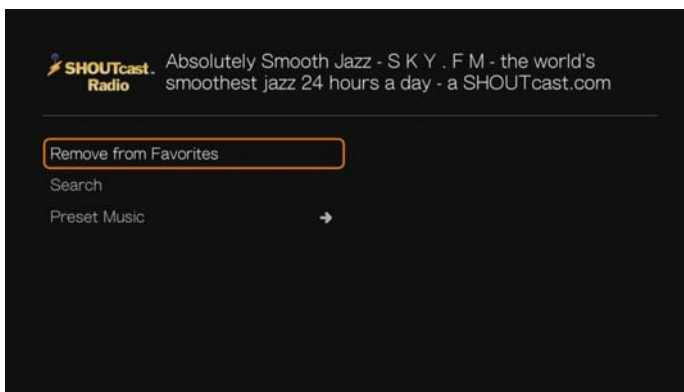 SHOUTcast.
Radio
Absolutely Smooth Jazz - S K Y . F M - the world's
smoothest jazz 24 hours a day - a SHOUTcast.com
Remove from Favorites
Search
Preset Music